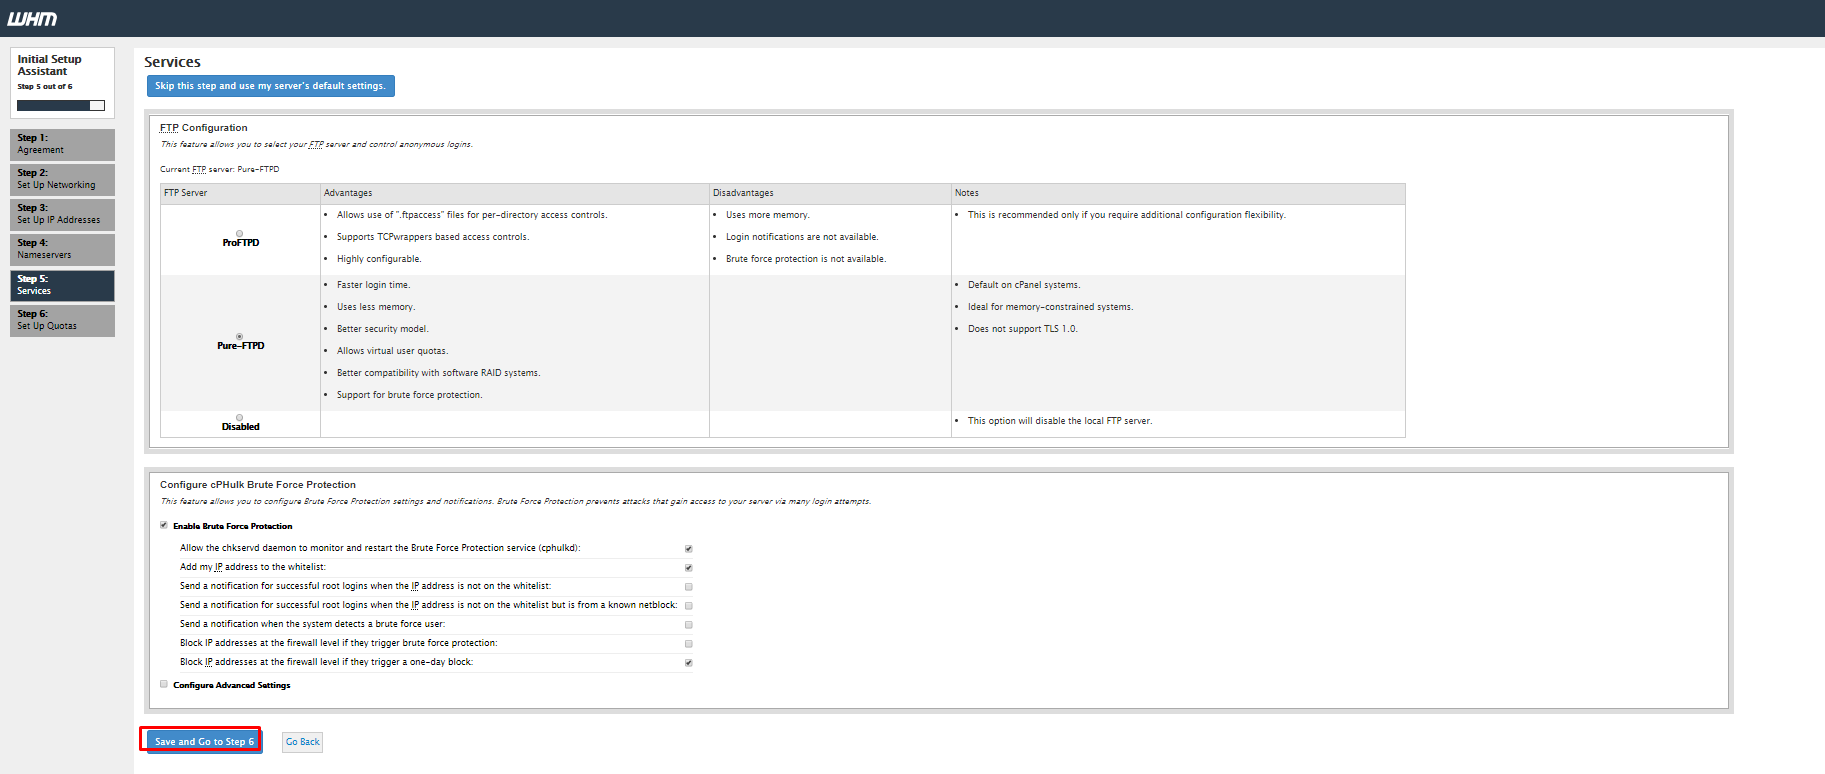 WHM
Initial Setup
Assistant
Step 5 out of 6
Step 1:
Agreement
Step 2:
Set Up Networking
Step 3:
Set Up IP Addresses
Step 4:
Nameservers
Step 5:
Services
Step 6:
Set Up Quotas
Services
Skip this step and use my server's default settings.
FTP Configuration
This feature allows you to select your FTP server and control anonymous logins.
Current FTP server: Pure-FTPD
FTP Server Advantages Disadvantages Notes
ProFTPD
• Allows use of ".ftpaccess" files for per-directory access controls.
• Supports TCPwrappers based access controls.
• Highly configurable.
• Uses more memory.
• Login notifications are not available.
• Brute force protection is not available.
• This is recommended only if you require additional configuration flexibility.
Pure-FTPD
• Faster login time.
• Uses less memory.
• Better security model.
• Allows virtual user quotas.
• Better compatibility with software RAID systems.
• Support for brute force protection.
• Default on cPanel systems.
• Ideal for memory-constrained systems.
• Does not support TLS 1.0.
Disabled
• This option will disable the local FTP server.
Configure cPHulk Brute Force Protection
This feature allows you to configure Brute Force Protection settings and notifications. Brute Force Protection prevents attacks that gain access to your server via many login attempts.
Enable Brute Force Protection
Allow the chkservd daemon to monitor and restart the Brute Force Protection service (cphulkd):
Add my IP address to the whitelist:
Send a notification for successful root logins when the IP address is not on the whitelist:
Send a notification for successful root logins when the IP address is not on the whitelist but is from a known netblock:
Send a notification when the system detects a brute force user:
Block IP addresses at the firewall level if they trigger brute force protection:
Block IP addresses at the firewall level if they trigger a one-day block:
Configure Advanced Settings
Save and Go to Step 6 Go Back